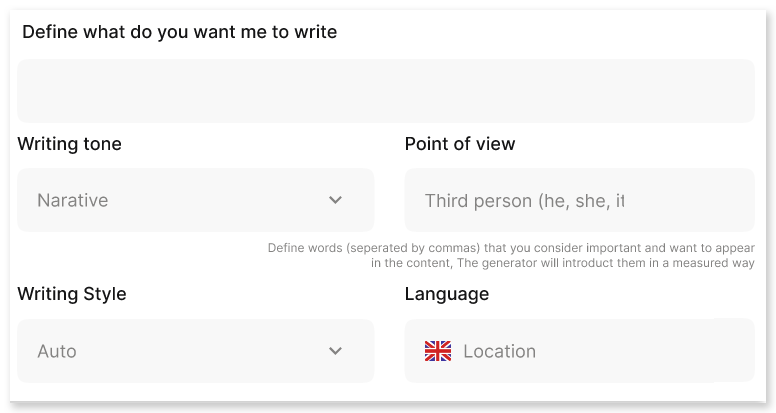 Define what do you want me to write
Writing tone
Point of view
Narative
Third person (he, she, it
Define words (seperated by commas) that you consider important and want to appear
in the content, The generator will introduct them in a measured way
Writing Style
Language
Auto
Location